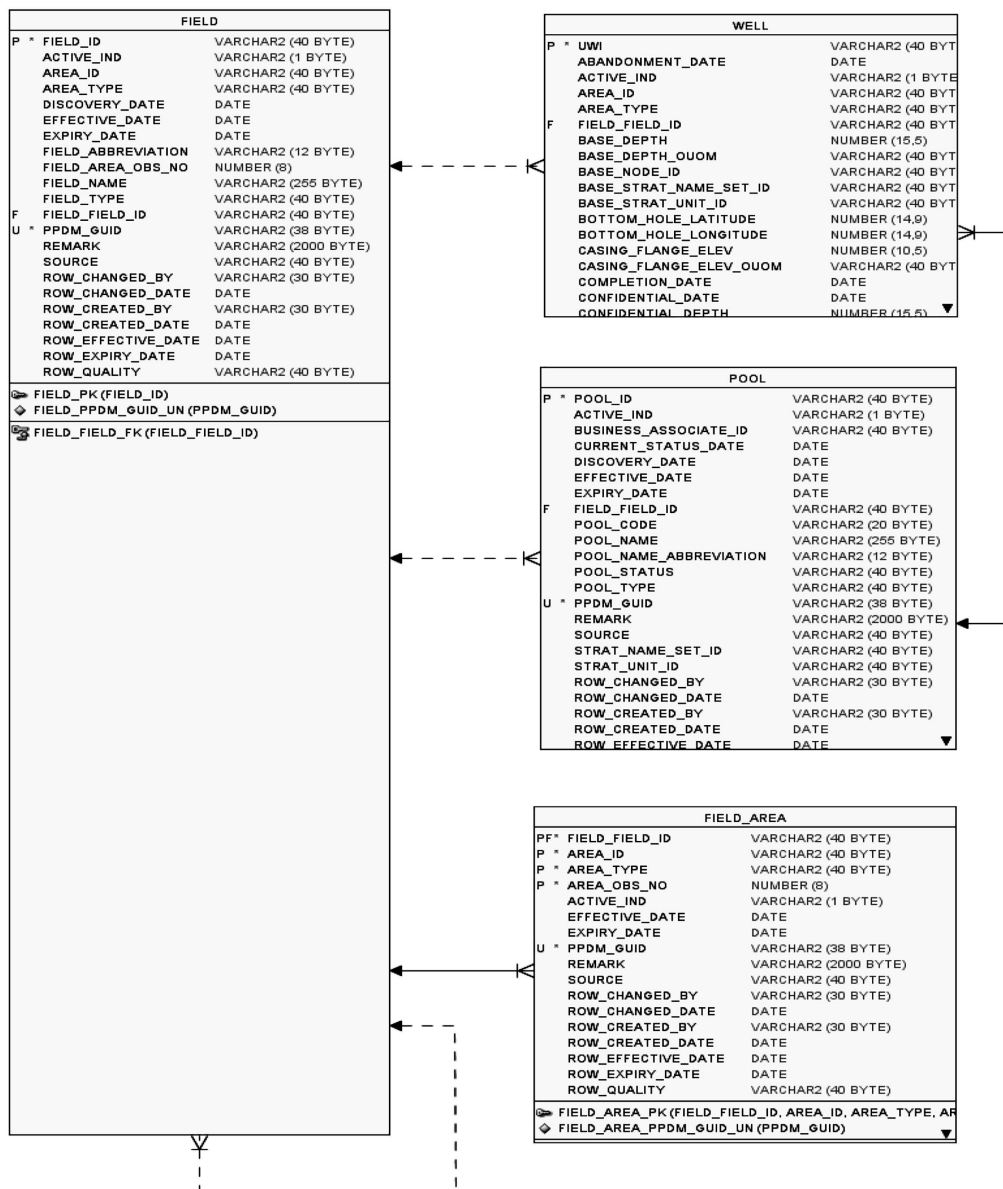 FIELD
P * FIELD_ID VARCHAR2 (40 BYTE)
ACTIVE_IND VARCHAR2 (1 BYTE)
AREA_ID VARCHAR2 (40 BYTE)
AREA_TYPE VARCHAR2 (40 BYTE)
DISCOVERY_DATE DATE
EFFECTIVE_DATE DATE
EXPIRY_DATE DATE
FIELD_ABBREVIATION VARCHAR2 (12 BYTE)
FIELD_AREA_OBS_NO NUMBER (8)
FIELD_NAME VARCHAR2 (255 BYTE)
FIELD_TYPE VARCHAR2 (40 BYTE)
F FIELD_FIELD_ID VARCHAR2 (40 BYTE)
U * PPDM_GUID VARCHAR2 (38 BYTE)
REMARK VARCHAR2 (2000 BYTE)
SOURCE VARCHAR2 (40 BYTE)
ROW_CHANGED_BY VARCHAR2 (30 BYTE)
ROW_CHANGED_DATE DATE
ROW_CREATED_BY VARCHAR2 (30 BYTE)
ROW_CREATED_DATE DATE
ROW_EFFECTIVE_DATE DATE
ROW_EXPIRY_DATE DATE
ROW_QUALITY VARCHAR2 (40 BYTE)
FIELD_PK (FIELD_ID)
FIELD_PPDM_GUID_UN (PPDM_GUID)
FIELD_FIELD_FK (FIELD_FIELD_ID)
WELL
P * UWI VARCHAR2 (40 BYT
ABANDONMENT_DATE DATE
ACTIVE_IND VARCHAR2 (1 BYTE
AREA_ID VARCHAR2 (40 BYT
AREA_TYPE VARCHAR2 (40 BYT
F FIELD_FIELD_ID VARCHAR2 (40 BYT
BASE_DEPTH NUMBER (15,5)
BASE_DEPTH_OUOM VARCHAR2 (40 BYT
BASE_NODE_ID VARCHAR2 (40 BYT
BASE_STRAT_NAME_SET_ID VARCHAR2 (40 BYT
BASE_STRAT_UNIT_ID VARCHAR2 (40 BYT
BOTTOM_HOLE_LATITUDE NUMBER (14,9)
BOTTOM_HOLE_LONGITUDE NUMBER (14,9)
CASING_FLANGE_ELEV NUMBER (10,5)
CASING_FLANGE_ELEV_OUOM VARCHAR2 (40 BYT
COMPLETION_DATE DATE
CONFIDENTIAL_DATE DATE
CONFIDENTIAL_DEPTH NUMBER (15,5)
POOL
P * POOL_ID VARCHAR2 (40 BYTE)
ACTIVE_IND VARCHAR2 (1 BYTE)
BUSINESS_ASSOCIATE_ID VARCHAR2 (40 BYTE)
CURRENT_STATUS_DATE DATE
DISCOVERY_DATE DATE
EFFECTIVE_DATE DATE
EXPIRY_DATE DATE
F FIELD_FIELD_ID VARCHAR2 (40 BYTE)
POOL_CODE VARCHAR2 (20 BYTE)
POOL_NAME VARCHAR2 (255 BYTE)
POOL_NAME_ABBREVIATION VARCHAR2 (12 BYTE)
POOL_STATUS VARCHAR2 (40 BYTE)
POOL_TYPE VARCHAR2 (40 BYTE)
U * PPDM_GUID VARCHAR2 (38 BYTE)
REMARK VARCHAR2 (2000 BYTE)
SOURCE VARCHAR2 (40 BYTE)
STRAT_NAME_SET_ID VARCHAR2 (40 BYTE)
STRAT_UNIT_ID VARCHAR2 (40 BYTE)
ROW_CHANGED_BY VARCHAR2 (30 BYTE)
ROW_CHANGED_DATE DATE
ROW_CREATED_BY VARCHAR2 (30 BYTE)
ROW_CREATED_DATE DATE
ROW_EFFECTIVE_DATE DATE
FIELD_AREA
PF* FIELD_FIELD_ID VARCHAR2 (40 BYTE)
P * AREA_ID VARCHAR2 (40 BYTE)
P * AREA_TYPE VARCHAR2 (40 BYTE)
P * AREA_OBS_NO NUMBER (8)
ACTIVE_IND VARCHAR2 (1 BYTE)
EFFECTIVE_DATE DATE
EXPIRY_DATE DATE
U * PPDM_GUID VARCHAR2 (38 BYTE)
REMARK VARCHAR2 (2000 BYTE)
SOURCE VARCHAR2 (40 BYTE)
ROW_CHANGED_BY VARCHAR2 (30 BYTE)
ROW_CHANGED_DATE DATE
ROW_CREATED_BY VARCHAR2 (30 BYTE)
ROW_CREATED_DATE DATE
ROW_EFFECTIVE_DATE DATE
ROW_EXPIRY_DATE DATE
ROW_QUALITY VARCHAR2 (40 BYTE)
FIELD_AREA_PK (FIELD_FIELD_ID, AREA_ID, AREA_TYPE, AR
FIELD_AREA_PPDM_GUID_UN (PPDM_GUID)